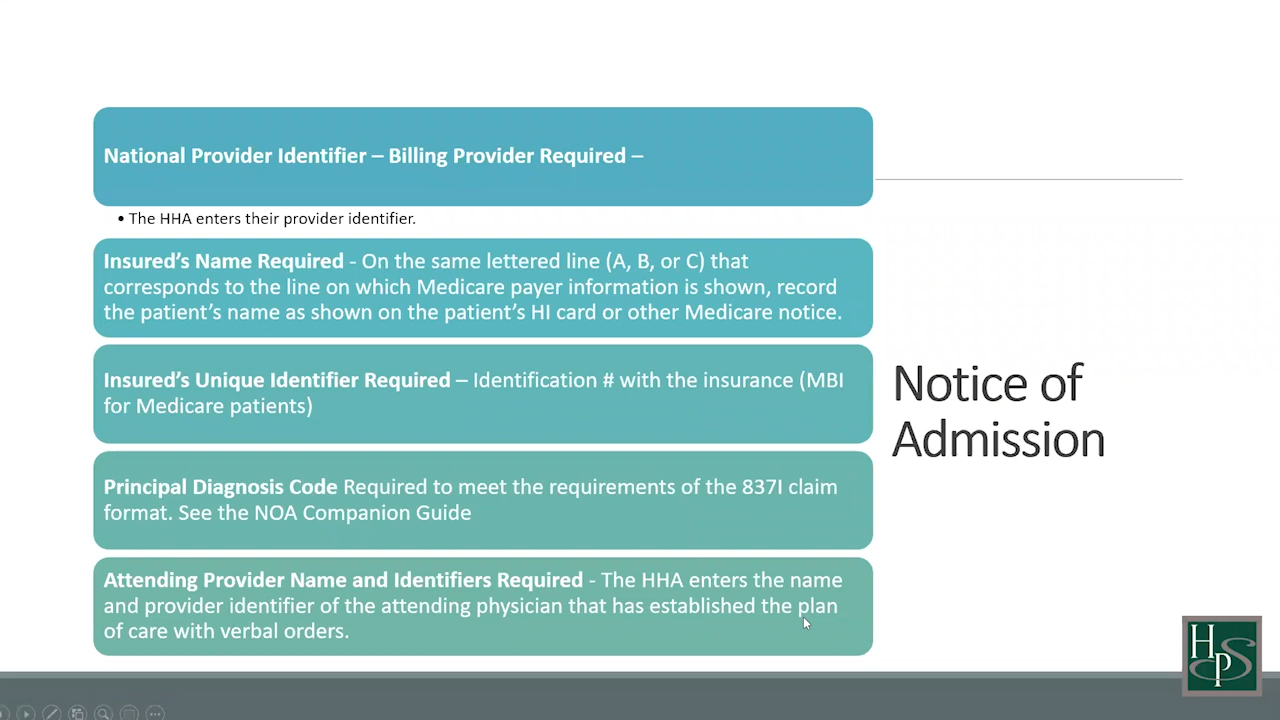 National Provider Identifier – Billing Provider Required –
• The HHA enters their provider identifier.
Insured’s Name Required - On the same lettered line (A, B, or C) that
corresponds to the line on which Medicare payer information is shown, record
the patient’s name as shown on the patient’s HI card or other Medicare notice.
Insured’s Unique Identifier Required – Identification # with the insurance (MBI
for Medicare patients)
Principal Diagnosis Code Required to meet the requirements of the 837I claim
format. See the NOA Companion Guide
Attending Provider Name and Identifiers Required - The HHA enters the name
and provider identifier of the attending physician that has established the plan
of care with verbal orders.
Notice of
Admission
HPS